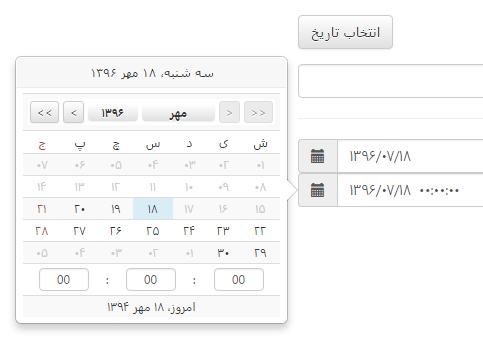 انتخاب تاریخ
۱۳۹۶/۰۷/۱۸
۱۳۹۶/۰۷/۱۸ ۰۰:۰۰:۰۰
سه شنبه، ۱۸ مهر ۱۳۹۶
>> > مهر ۱۳۹۶ < <<
ش ی د س چ پ ج
۰۱ ۰۲ ۰۳ ۰۴ ۰۵ ۰۶ ۰۷
۰۸ ۰۹ ۱۰ ۱۱ ۱۲ ۱۳ ۱۴
۱۵ ۱۶ ۱۷ ۱۸ ۱۹ ۲۰ ۲۱
۲۲ ۲۳ ۲۴ ۲۵ ۲۶ ۲۷ ۲۸
۲۹ ۳۰ ۰۱ ۰۲ ۰۳ ۰۴ ۰۵
00 : 00 : 00
امروز، ۱۸ مهر ۱۳۹۴